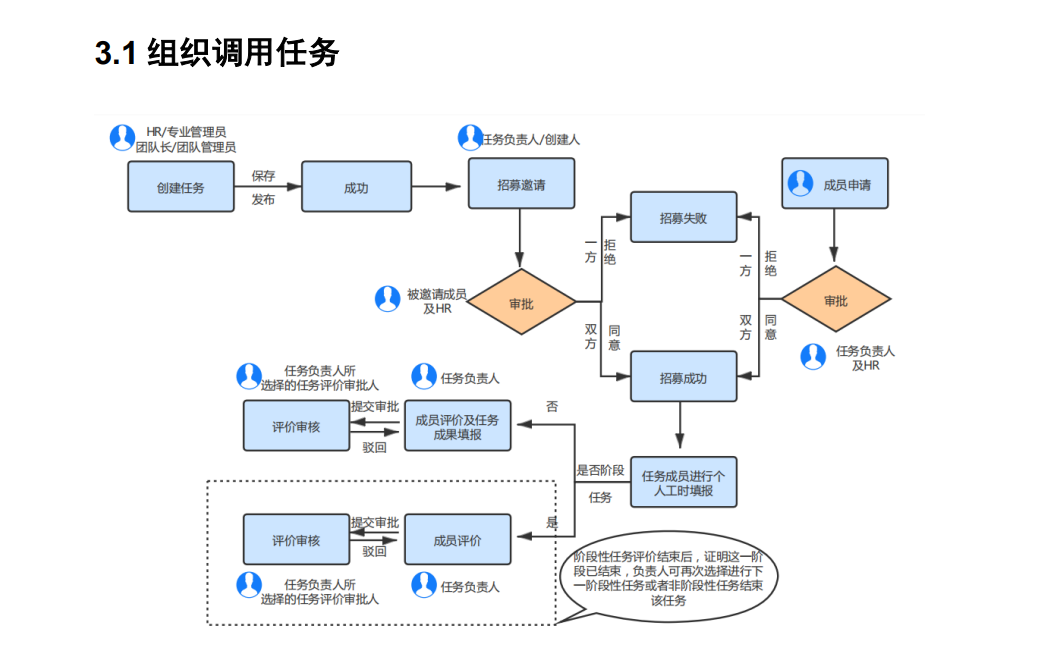 3.1 组织调用任务
HR/专业管理员
团队长/团队管理员
创建任务
保存
发布
成功
任务负责人/创建人
招募邀请
成员申请
招募失败
一方
拒绝
一方
拒绝
被邀请成员
及HR
审批
审批
双方
同意
双方
同意
任务负责人
及HR
招募成功
任务负责人所
选择的任务评价审批人
任务负责人
评价审核
提交审批
驳回
成员评价及任务
成果填报
否
是否阶段
任务
任务成员进行个
人工时填报
评价审核
提交审批
驳回
成员评价
是
任务负责人所
选择的任务评价审批人
任务负责人
阶段性任务评价结束后，证明这一阶
段已结束，负责人可再次选择进行下
一阶段性任务或者非阶段性任务结束
该任务